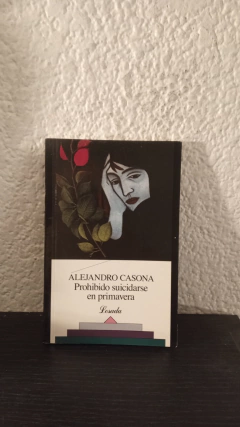 ALEJANDRO CASONA
Prohibido suicidarse
en primavera
Losada